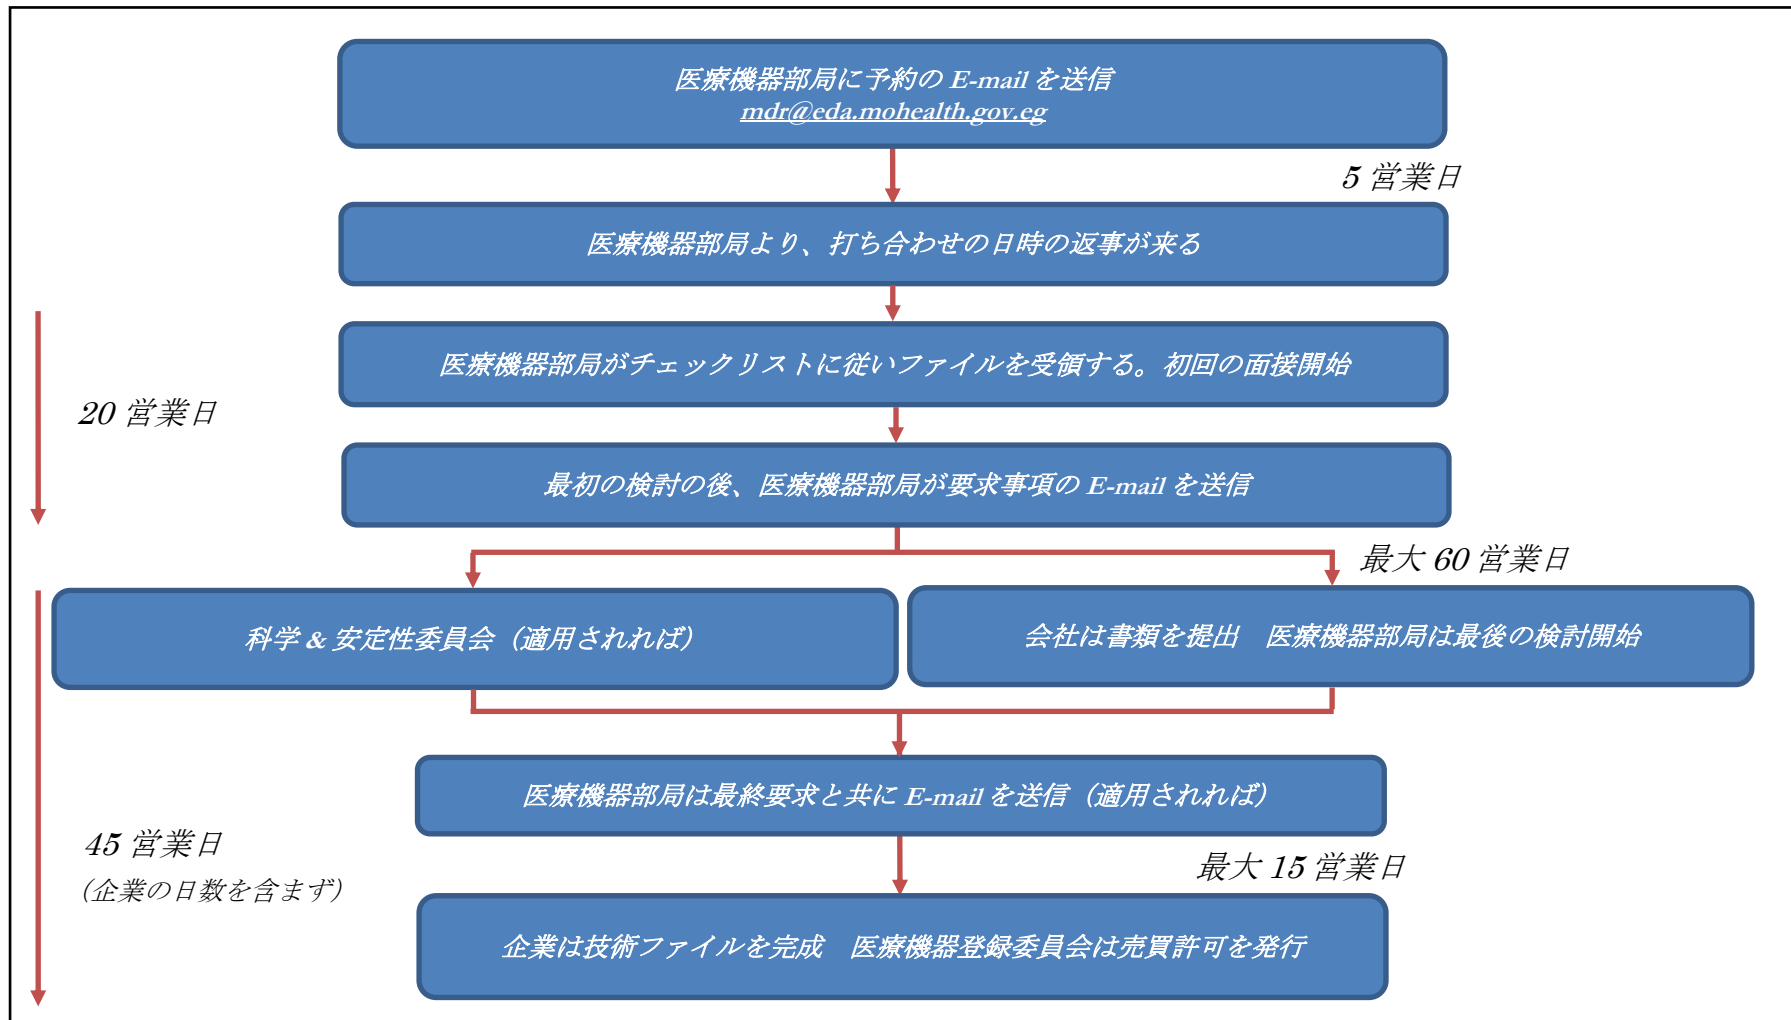 医療機器部局に予約の E-mail を送信
mdr@eda.mohealth.gov.eg
5 営業日
医療機器部局より、打ち合わせの日時の返事が来る
医療機器部局がチェックリストに従いファイルを受領する。初回の面接開始
20 営業日
最初の検討の後、医療機器部局が要求事項の E-mail を送信
最大 60 営業日
科学 & 安定性委員会（適用されれば）
会社は書類を提出　医療機器部局は最後の検討開始
医療機器部局は最終要求と共に E-mail を送信（適用されれば）
45 営業日
（企業の日数を含まず）
最大 15 営業日
企業は技術ファイルを完成　医療機器登録委員会は売買許可を発行